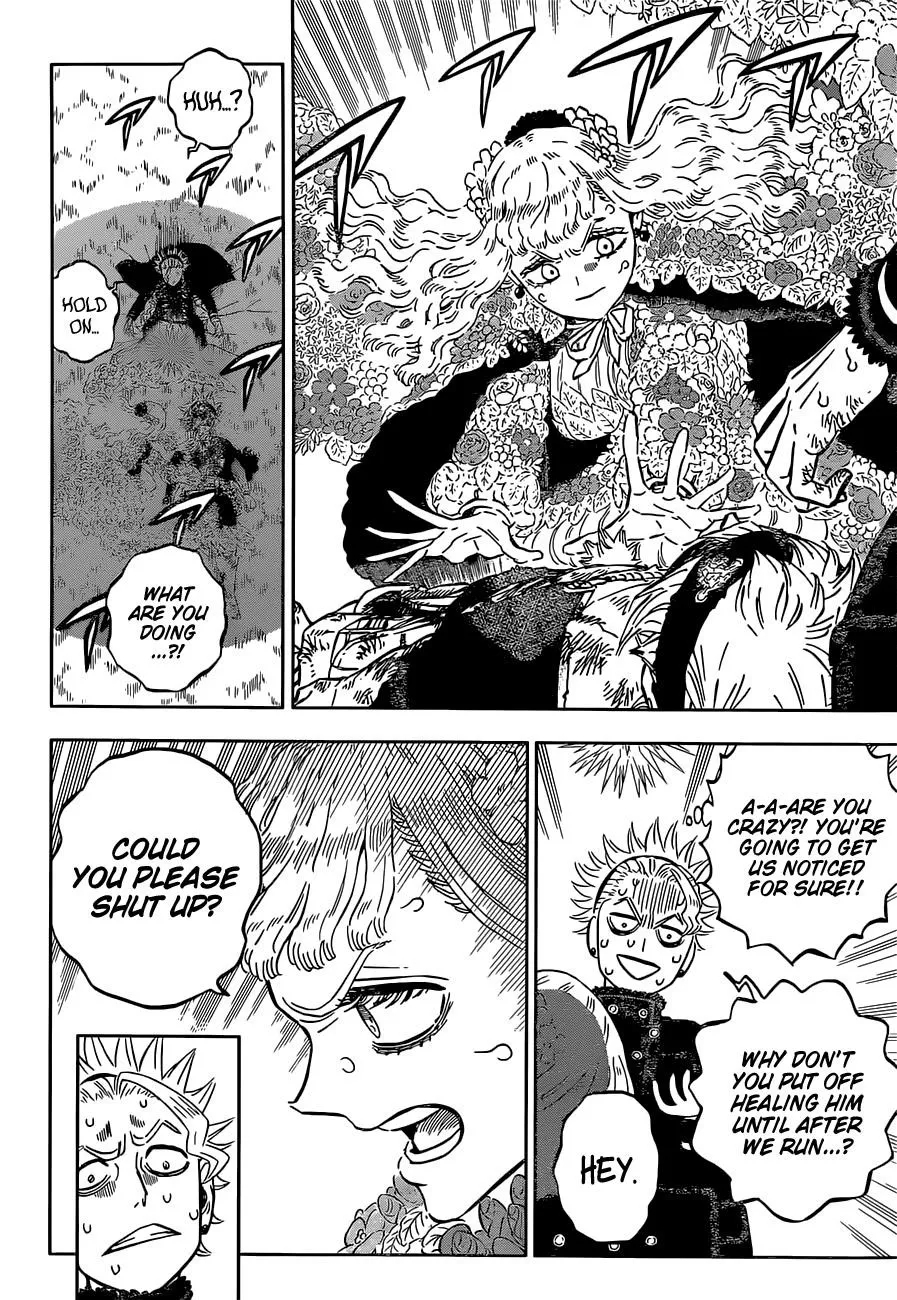 HUH...?
HOLD
ON...
WHAT
ARE YOU
DOING
...?!
A-A-ARE YOU
CRAZY?! YOU'RE
GOING TO GET
US NOTICED
FOR SURE!!
WHY DON'T
YOU PUT OFF
HEALING HIM
UNTIL AFTER
WE RUN...?
HEY.
COULD
YOU PLEASE
SHUT UP?